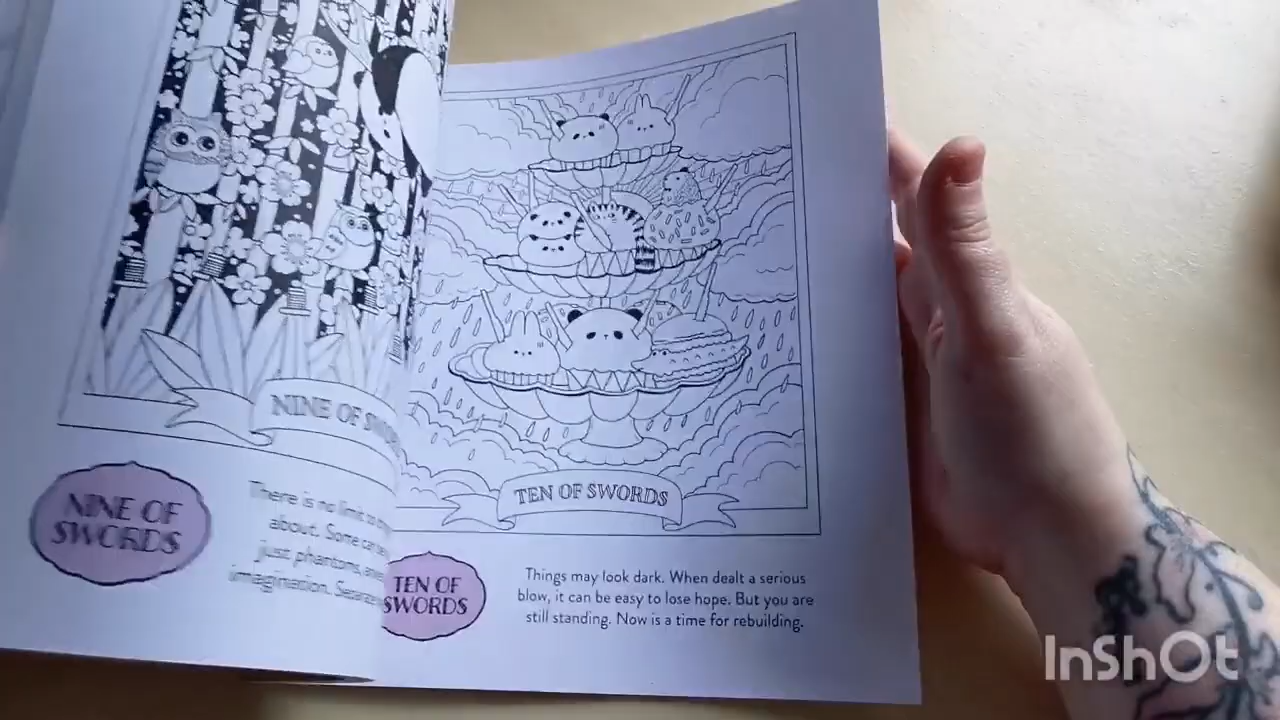 NINE OF
NINE OF
SWORDS
There is no limit to
about. Some can
just phantoms
imagination.
TEN OF SWORDS
TEN OF
SWORDS
Things may look dark. When dealt a serious
blow, it can be easy to lose hope. But you are
still standing. Now is a time for rebuilding.
InShOt